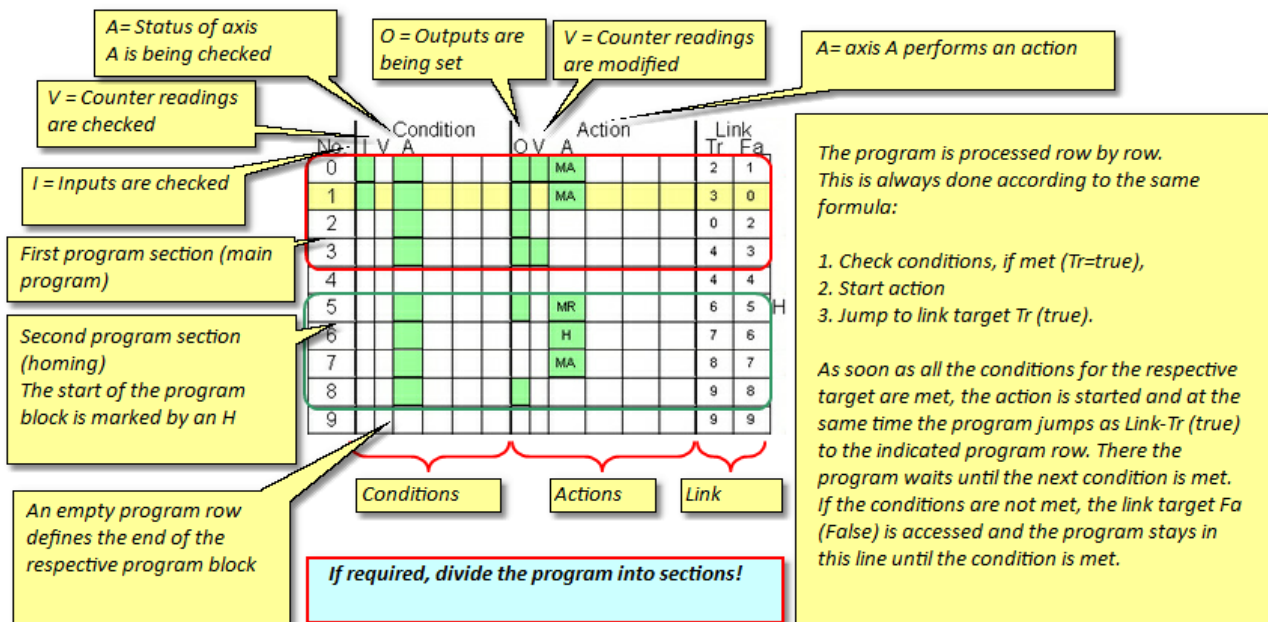 A= Status of axis
A is being checked
O = Outputs are
being set
V = Counter readings
are modified
A= axis A performs an action
V = Counter readings
are checked
I = Inputs are checked
First program section (main
program)
Second program section
(homing)
The start of the program
block is marked by an H
An empty program row
defines the end of the
respective program block
Condition Action Link
No. I V A O V A Tr Fa
0 MA 2 1
1 MA 3 0
2 0 2
3 4 3
4 4 4
5 MR 6 5 H
6 H 7 6
7 MA 8 7
8 9 8
9 9 9
Conditions Actions Link
If required, divide the program into sections!
The program is processed row by row.
This is always done according to the same
formula:
1. Check conditions, if met (Tr=true),
2. Start action
3. Jump to link target Tr (true).
As soon as all the conditions for the respective
target are met, the action is started and at the
same time the program jumps as Link-Tr (true)
to the indicated program row. There the
program waits until the next condition is met.
If the conditions are not met, the link target Fa
(False) is accessed and the program stays in
this line until the condition is met.